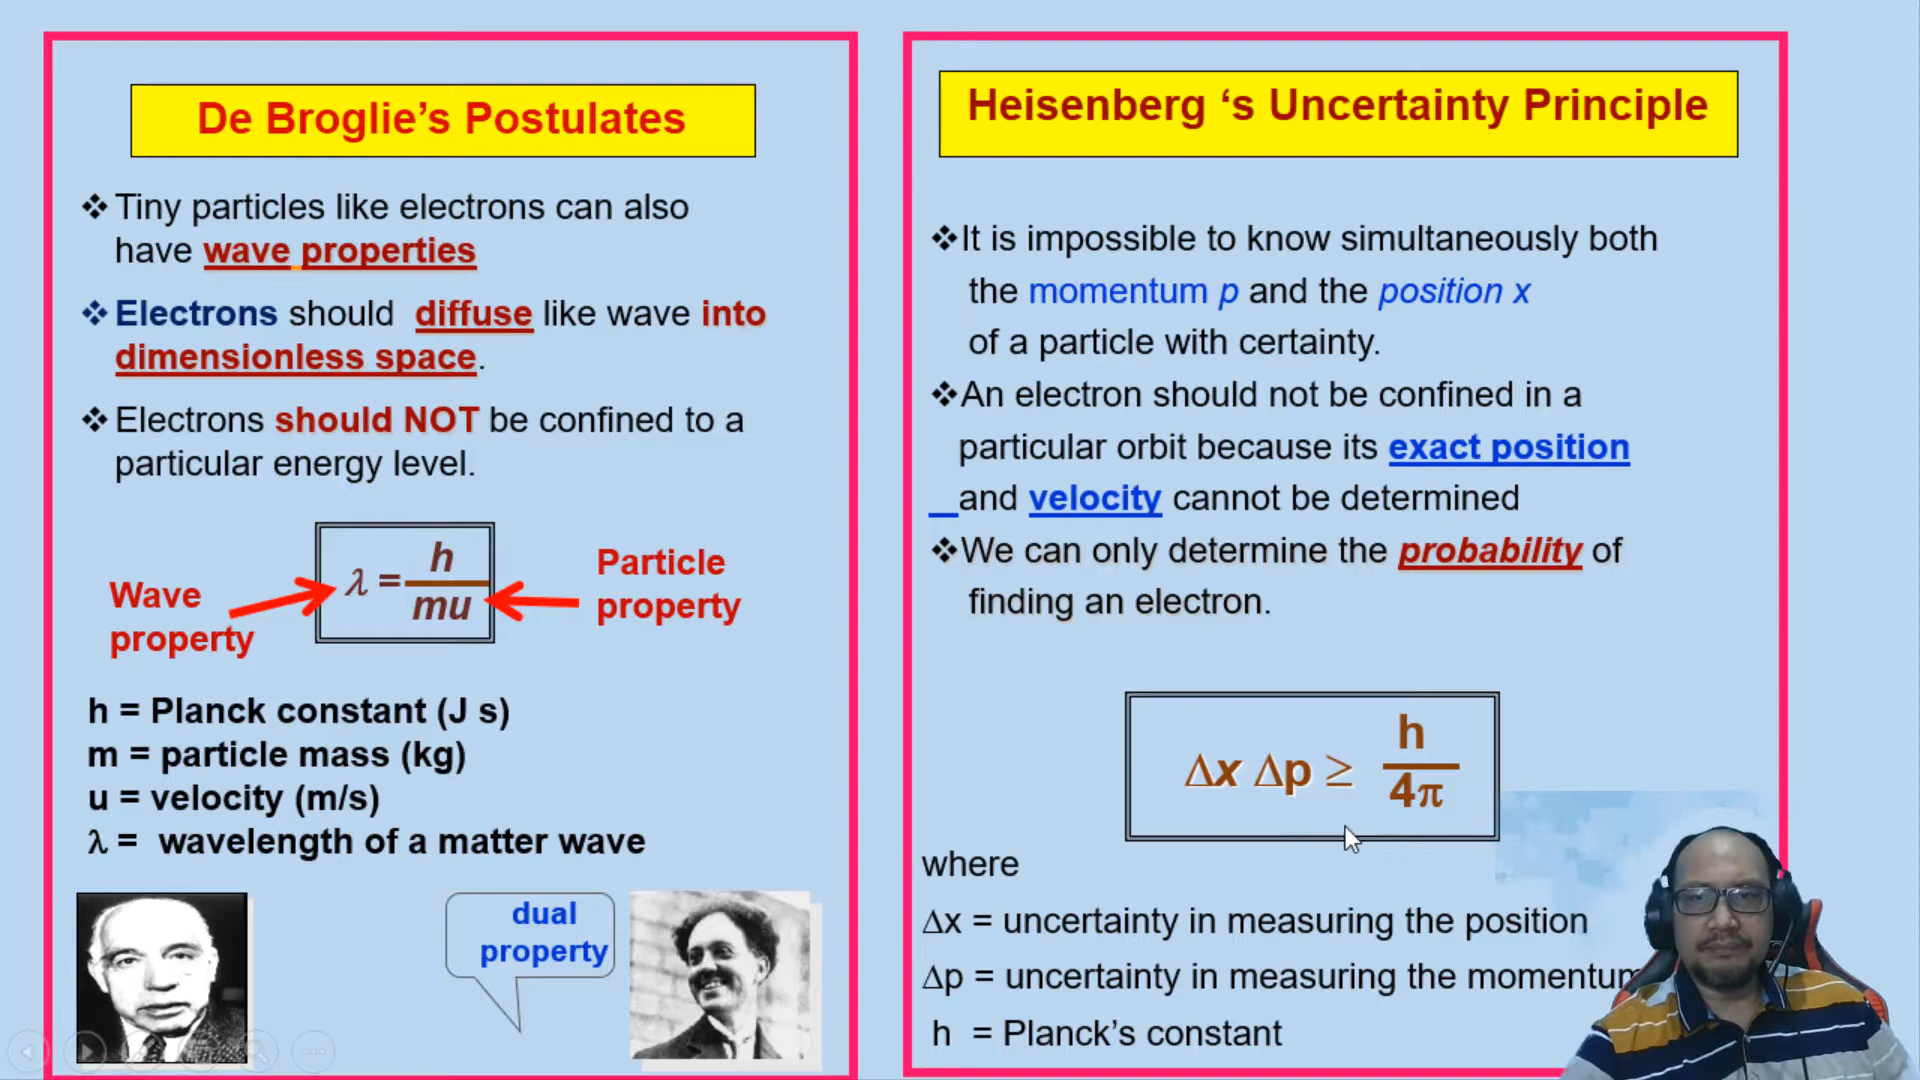 De Broglie’s Postulates
❖ Tiny particles like electrons can also
have wave properties
❖ Electrons should diffuse like wave into
dimensionless space.
❖ Electrons should NOT be confined to a
particular energy level.
Wave
property
λ = h/mu
Particle
property
h = Planck constant (J s)
m = particle mass (kg)
u = velocity (m/s)
λ = wavelength of a matter wave
dual
property
Heisenberg ‘s Uncertainty Principle
❖It is impossible to know simultaneously both
the momentum p and the position x
of a particle with certainty.
❖An electron should not be confined in a
particular orbit because its exact position
and velocity cannot be determined
❖We can only determine the probability of
finding an electron.
Δx Δp ≥ h/4π
where
Δx = uncertainty in measuring the position
Δp = uncertainty in measuring the momentum
h = Planck’s constant